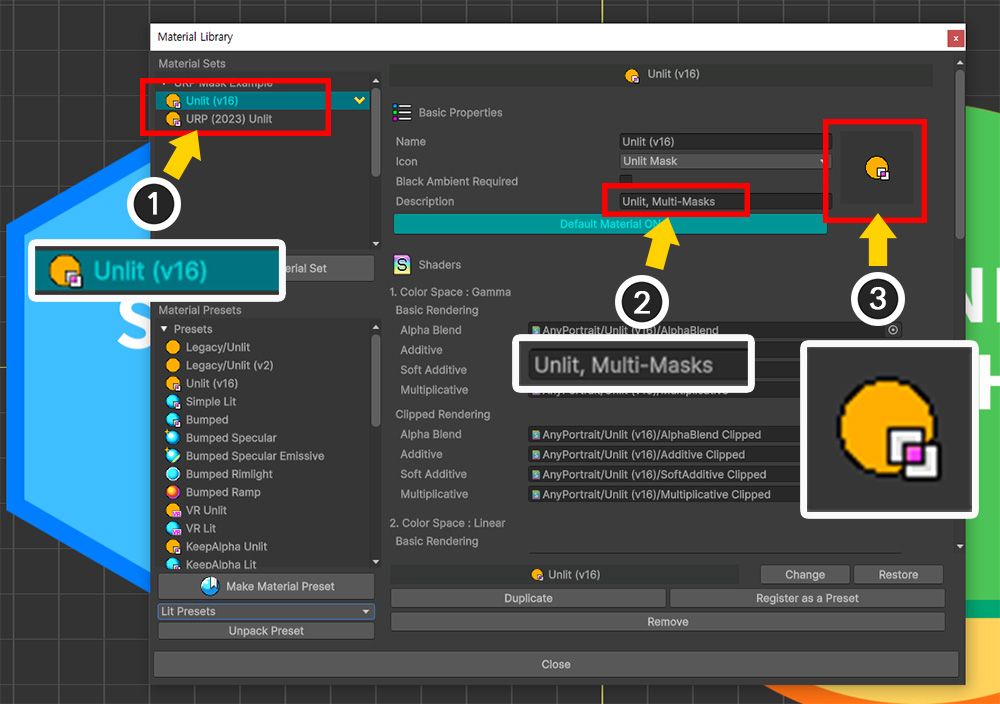 Material Library
x
Material Sets
URP Mask Example
Unlit (v16)
URP (2023) Unlit
1
Unlit (v16)
erial Set
Material Presets
Presets
Legacy/Unlit
Legacy/Unlit (v2)
Unlit (v16)
Simple Lit
Bumped
Bumped Specular
Bumped Specular Emissive
Bumped Rimlight
Bumped Ramp
VR Unlit
VR Lit
KeepAlpha Unlit
KeepAlpha Lit
Make Material Preset
Lit Presets
Unpack Preset
Unlit (v16)
Basic Properties
Name
Unlit (v16)
Icon
Unlit Mask
Black Ambient Required
Description
Unlit, Multi-Masks
Default Material ON
2
3
S
Shaders
1. Color Space : Gamma
Basic Rendering
Alpha Blend
AnyPortrait/Unlit (v16)/AlphaBlend
Additive
Soft Additive
Unlit, Multi-Masks
Multiplicative
AnyPortrait/Unlit (v16)/Multiplicative
Clipped Rendering
Alpha Blend
AnyPortrait/Unlit (v16)/AlphaBlend Clipped
Additive
AnyPortrait/Unlit (v16)/Additive Clipped
Soft Additive
AnyPortrait/Unlit (v16)/SoftAdditive Clipped
Multiplicative
AnyPortrait/Unlit (v16)/Multiplicative Clipped
2. Color Space : Linear
Basic Rendering
Unlit (v16)
Change
Restore
Duplicate
Register as a Preset
Remove
Close
S
N
H